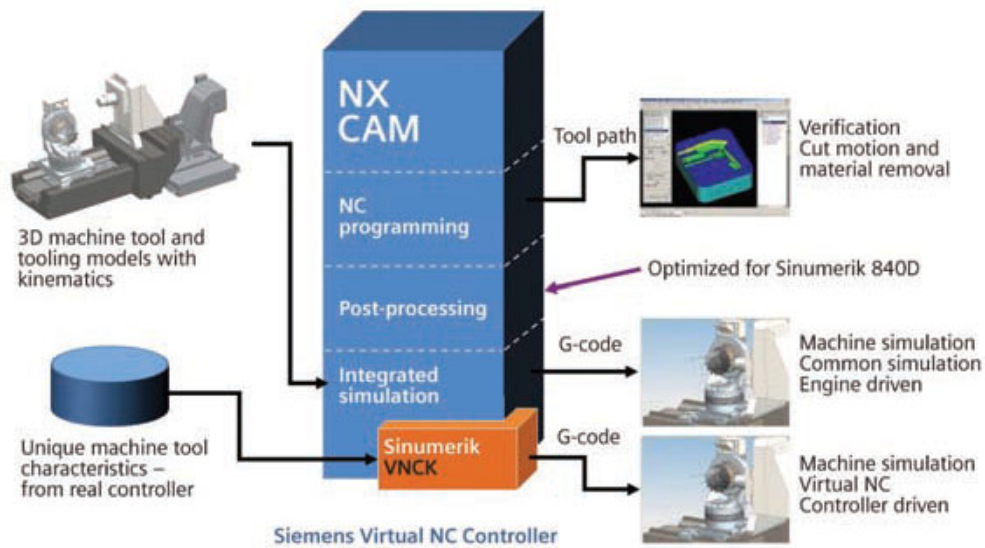 NX
CAM
NC
programming
Post-processing
Integrated
simulation
Sinumerik
VNCK
3D machine tool and
tooling models with
kinematics
Unique machine tool
characteristics –
from real controller
Tool path
Verification
Cut motion and
material removal
Optimized for Sinumerik 840D
G-code
Machine simulation
Common simulation
Engine driven
G-code
Machine simulation
Virtual NC
Controller driven
Siemens Virtual NC Controller